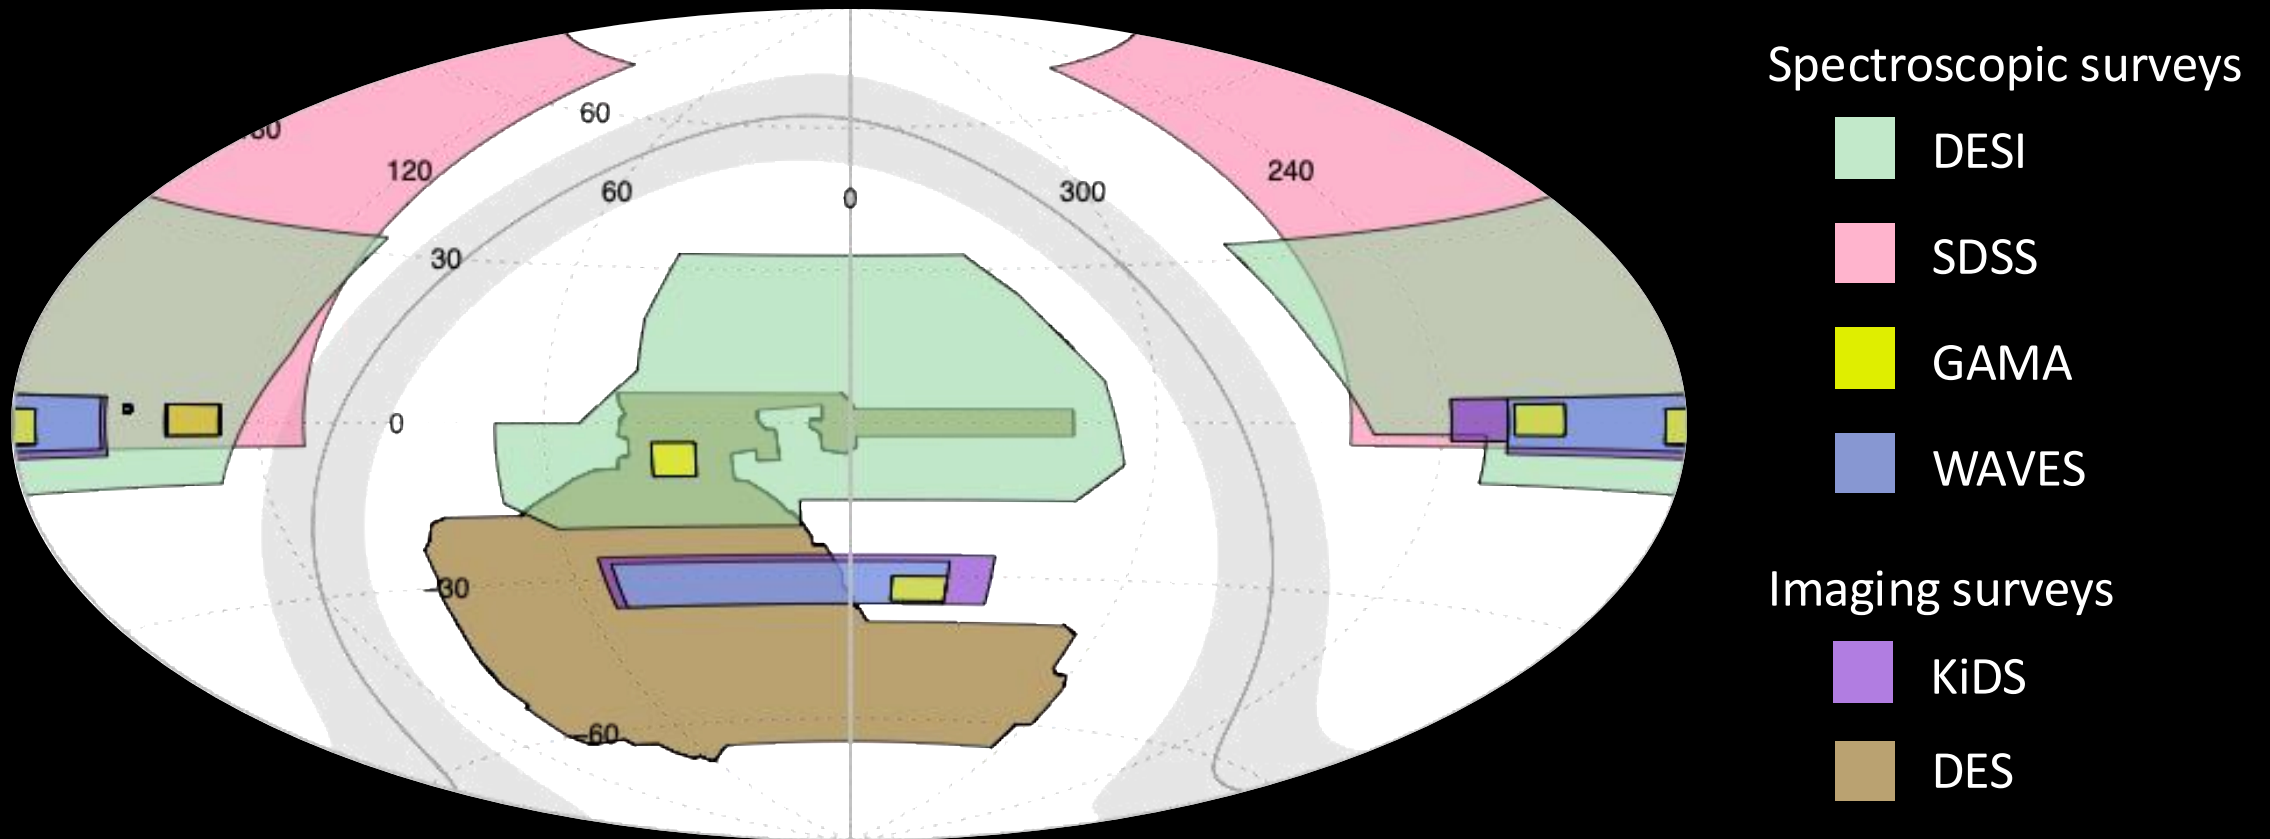 Spectroscopic surveys
DESI
SDSS
GAMA
WAVES
Imaging surveys
KiDS
DES
60
120
60
0
300
240
30
0
-30
-60